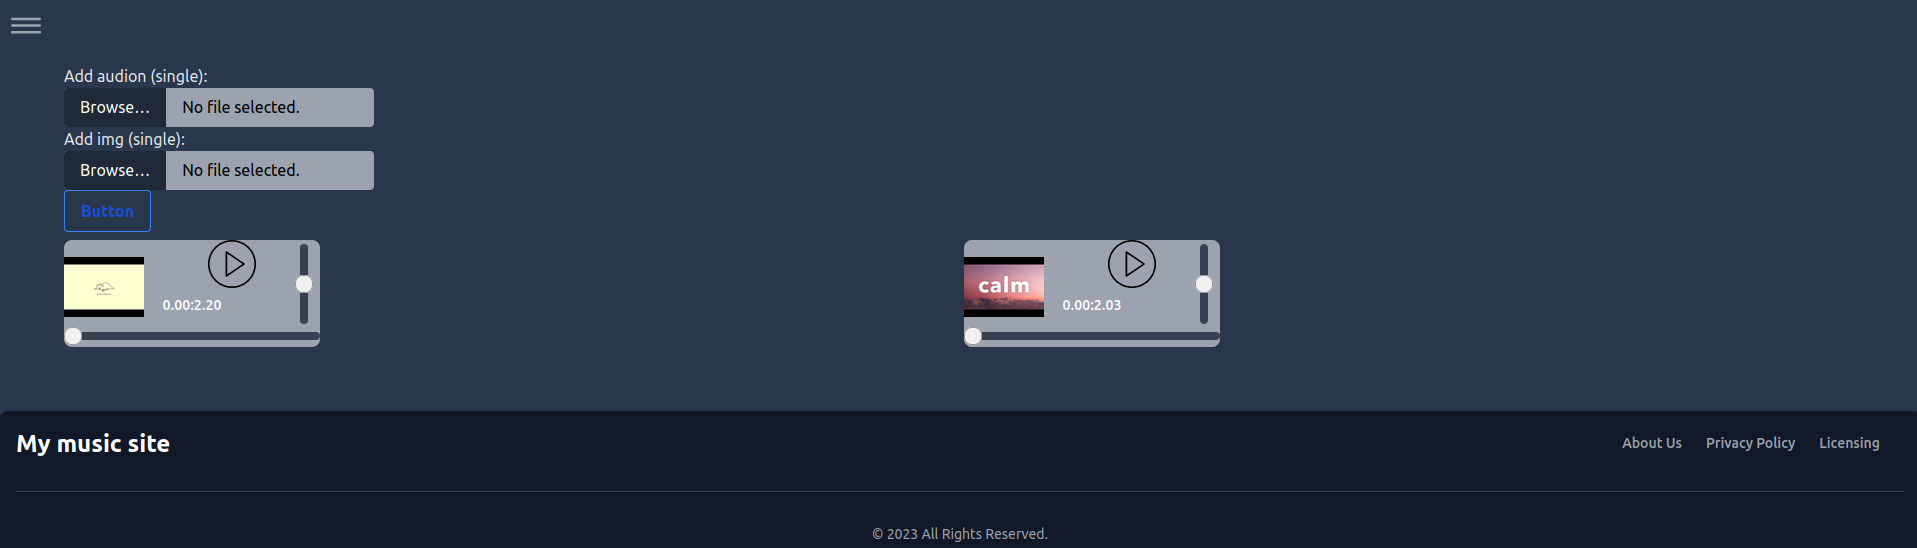 Add audion (single):
Browse... No file selected.
Add img (single):
Browse... No file selected.
Button
0.00:2.20
calm
0.00:2.03
My music site
About Us Privacy Policy Licensing
© 2023 All Rights Reserved.